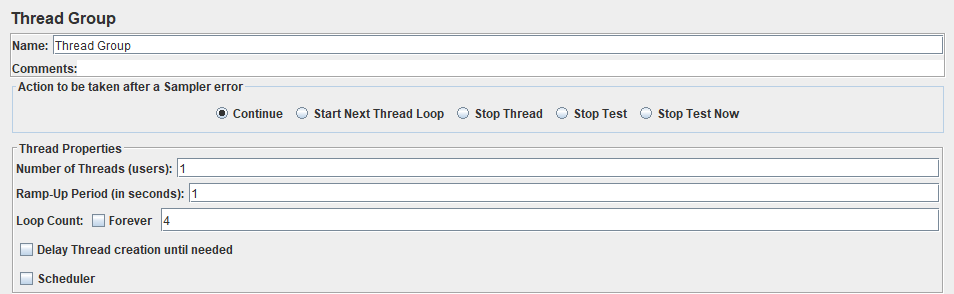 Thread Group
Name: Thread Group
Comments:
Action to be taken after a Sampler error
Continue Start Next Thread Loop Stop Thread Stop Test Stop Test Now
Thread Properties
Number of Threads (users): 1
Ramp-Up Period (in seconds): 1
Loop Count: Forever 4
Delay Thread creation until needed
Scheduler